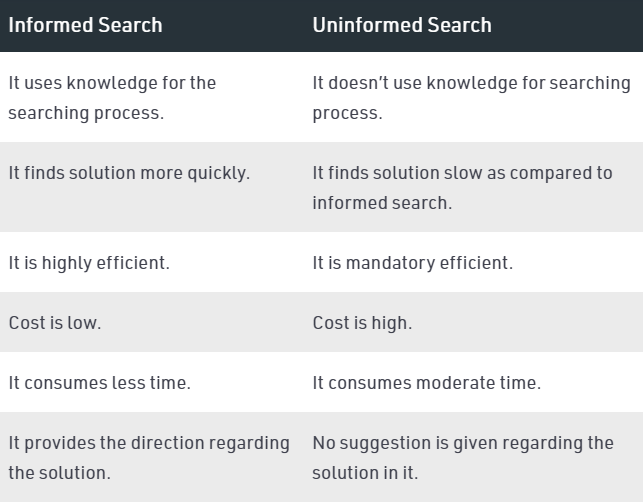 Informed Search
Uninformed Search
It uses knowledge for the
searching process.
It doesn’t use knowledge for searching
process.
It finds solution more quickly.
It finds solution slow as compared to
informed search.
It is highly efficient.
It is mandatory efficient.
Cost is low.
Cost is high.
It consumes less time.
It consumes moderate time.
It provides the direction regarding
the solution.
No suggestion is given regarding the
solution in it.